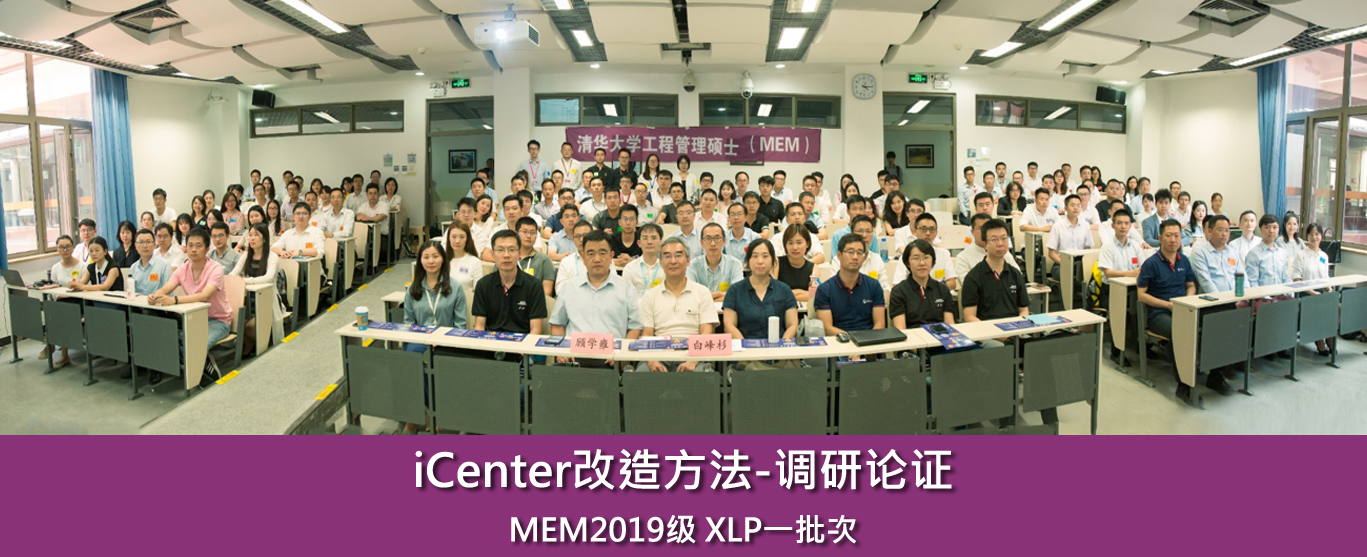 清华大学工程管理硕士（MEM）
顾学雍
白峰杉
iCenter改造方法-调研论证
MEM2019级 XLP一批次